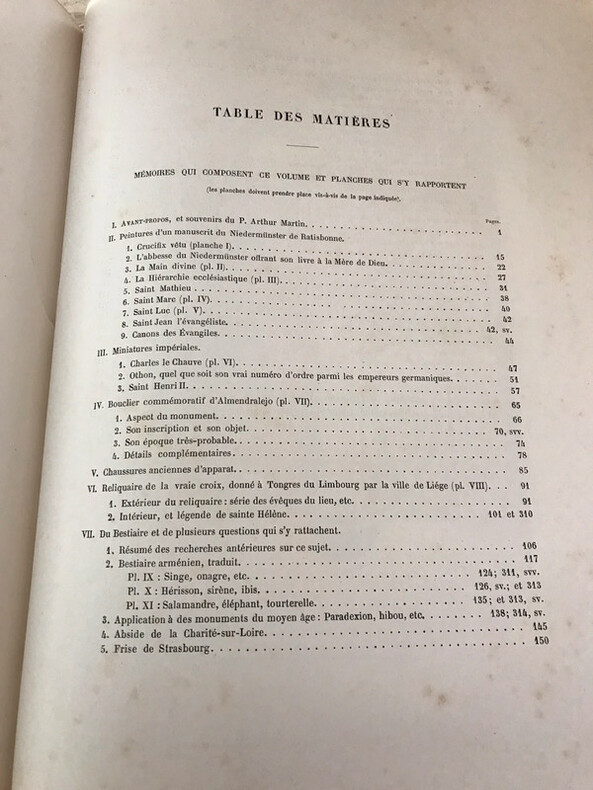 TABLE DES MATIÈRES
MÉMOIRES QUI COMPOSENT CE VOLUME ET PLANCHES QUI S'Y RAPPORTENT
(les planches doivent prendre place vis-à-vis de la page indiquée).
Pages.
I. AVANT-PROPOS, et souvenirs du P. Arthur Martin. 1
II. Peintures d'un manuscrit du Niedermünster de Ratisbonne.
1. Crucifix vêtu (planche I). 15
2. L'abbesse du Niedermünster offrant son livre à la Mère de Dieu. 22
3. La Main divine (pl. II). 27
4. La Hiérarchie ecclésiastique (pl. III). 31
5. Saint Mathieu. 38
6. Saint Marc (pl. IV). 40
7. Saint Luc (pl. V). 42
8. Saint Jean l'évangéliste. 42, sv.
9. Canons des Évangiles. 44
III. Miniatures impériales.
1. Charles le Chauve (pl. VI). 47
2. Othon, quel que soit son vrai numéro d'ordre parmi les empereurs germaniques. 51
3. Saint Henri II. 57
IV. Bouclier commémoratif d'Almendralejo (pl. VII). 65
1. Aspect du monument. 66
2. Son inscription et son objet. 70, svv.
3. Son époque très-probable. 74
4. Détails complémentaires. 78
V. Chaussures anciennes d'apparat. 85
VI. Reliquaire de la vraie croix, donné à Tongres du Limbourg par la ville de Liége (pl. VIII). 91
1. Extérieur du reliquaire : série des évêques du lieu, etc. 91
2. Intérieur, et légende de sainte Hélène. 101 et 310
VII. Du Bestiaire et de plusieurs questions qui s'y rattachent.
1. Résumé des recherches antérieures sur ce sujet. 106
2. Bestiaire arménien, traduit. 117
Pl. IX : Singe, onagre, etc. 124; 311, svv.
Pl. X : Hérisson, sirène, ibis. 126, sv.; et 313
Pl. XI : Salamandre, éléphant, tourterelle. 135; et 313, sv.
3. Application à des monuments du moyen âge : Paradexion, hibou, etc. 138; 314, sv.
4. Abside de la Charité-sur-Loire. 145
5. Frise de Strasbourg. 150